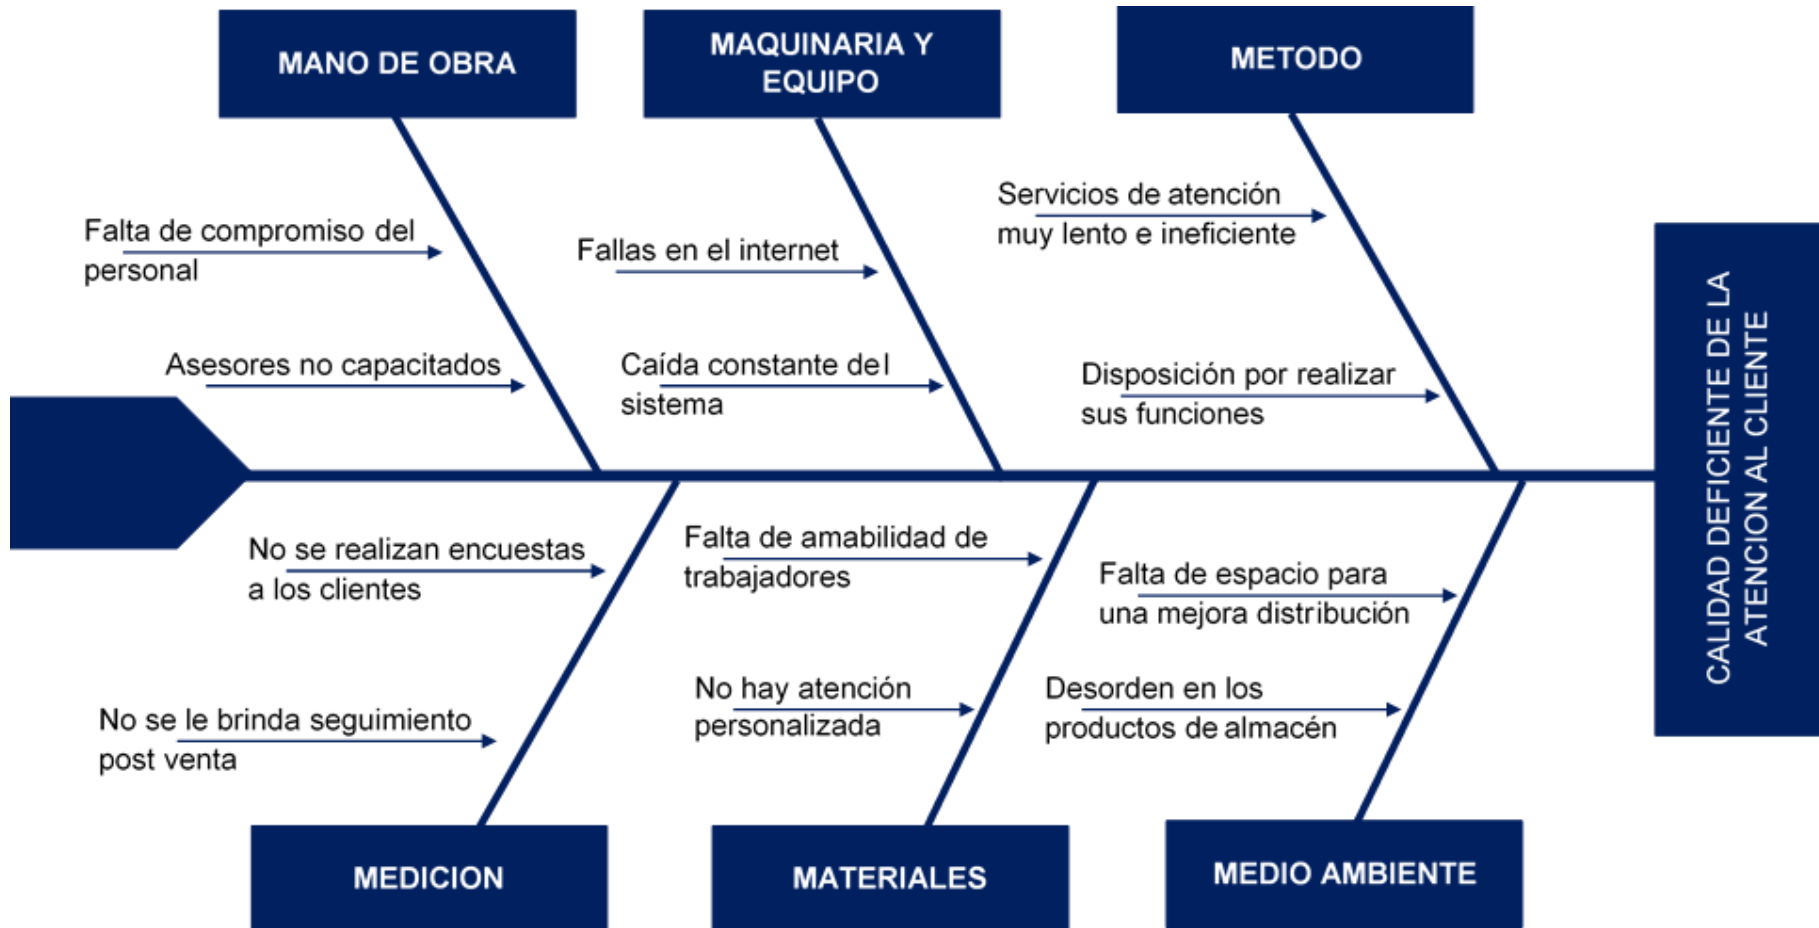 MANO DE OBRA
MAQUINARIA Y
EQUIPO
METODO
Falta de compromiso del
personal
Asesores no capacitados
Fallas en el internet
Caída constante del
sistema
Servicios de atención
muy lento e ineficiente
Disposición por realizar
sus funciones
CALIDAD DEFICIENTE DE LA
ATENCION AL CLIENTE
No se realizan encuestas
a los clientes
No se le brinda seguimiento
post venta
Falta de amabilidad de
trabajadores
No hay atención
personalizada
Falta de espacio para
una mejora distribución
Desorden en los
productos de almacén
MEDICION
MATERIALES
MEDIO AMBIENTE